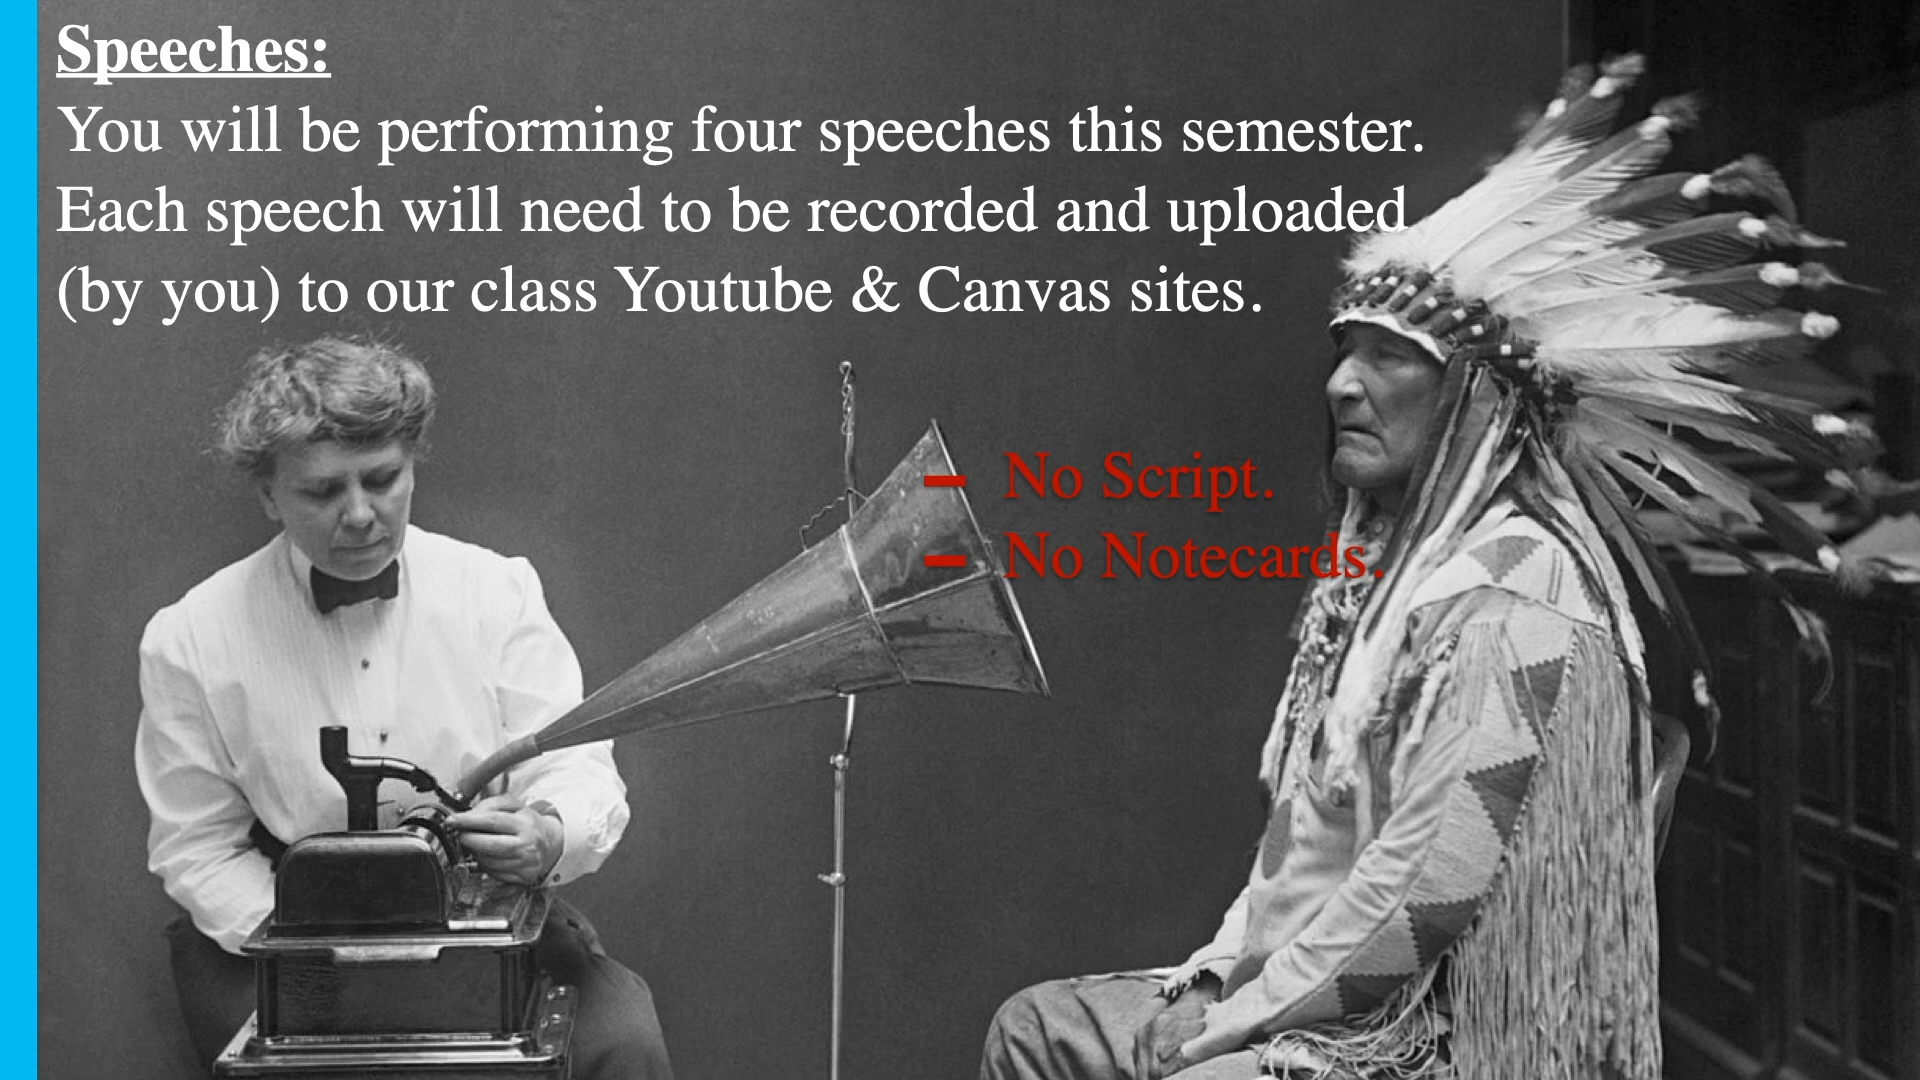 Speeches:
You will be performing four speeches this semester.
Each speech will need to be recorded and uploaded
(by you) to our class Youtube & Canvas sites.
- No Script.
- No Notecards.